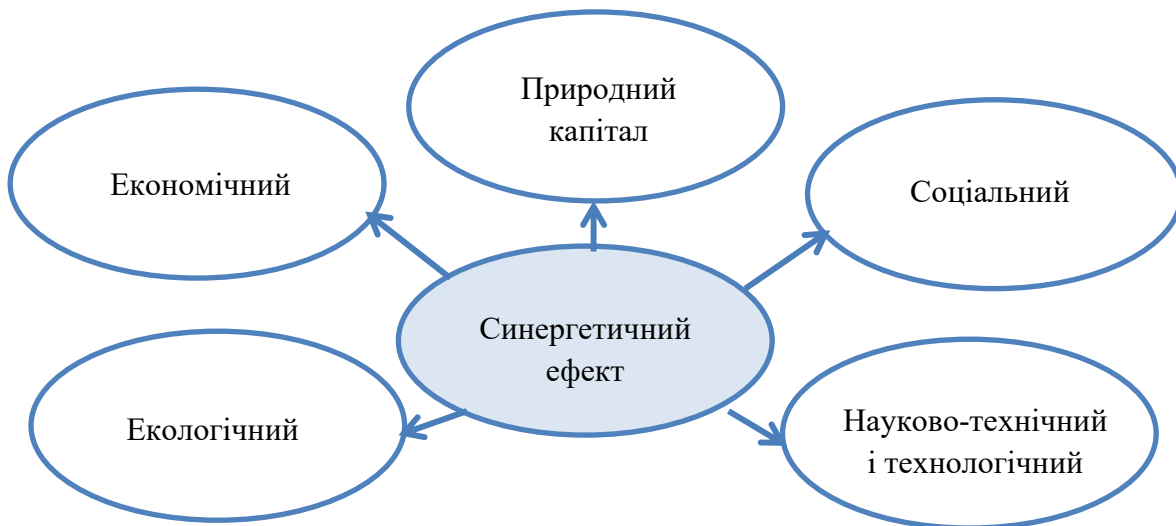 Природний
капітал
Економічний
Соціальний
Синергетичний
ефект
Екологічний
Науково-технічний
і технологічний